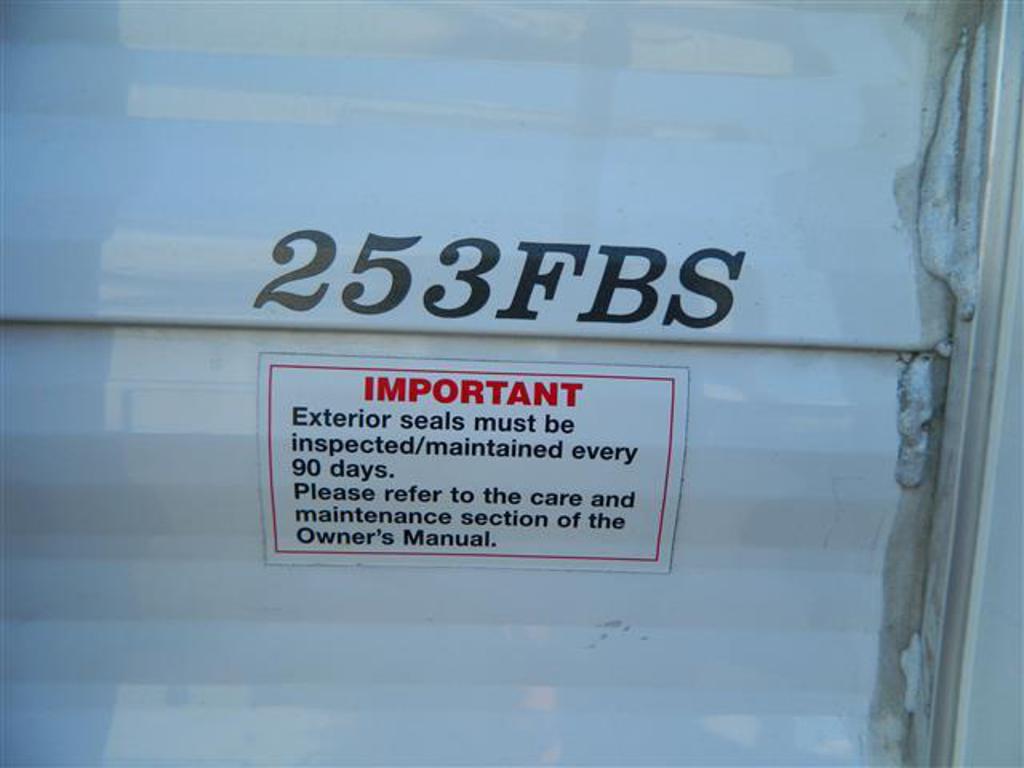 253FBS
IMPORTANT
Exterior seals must be
inspected/maintained every
90 days.
Please refer to the care and
maintenance section of the
Owner's Manual.